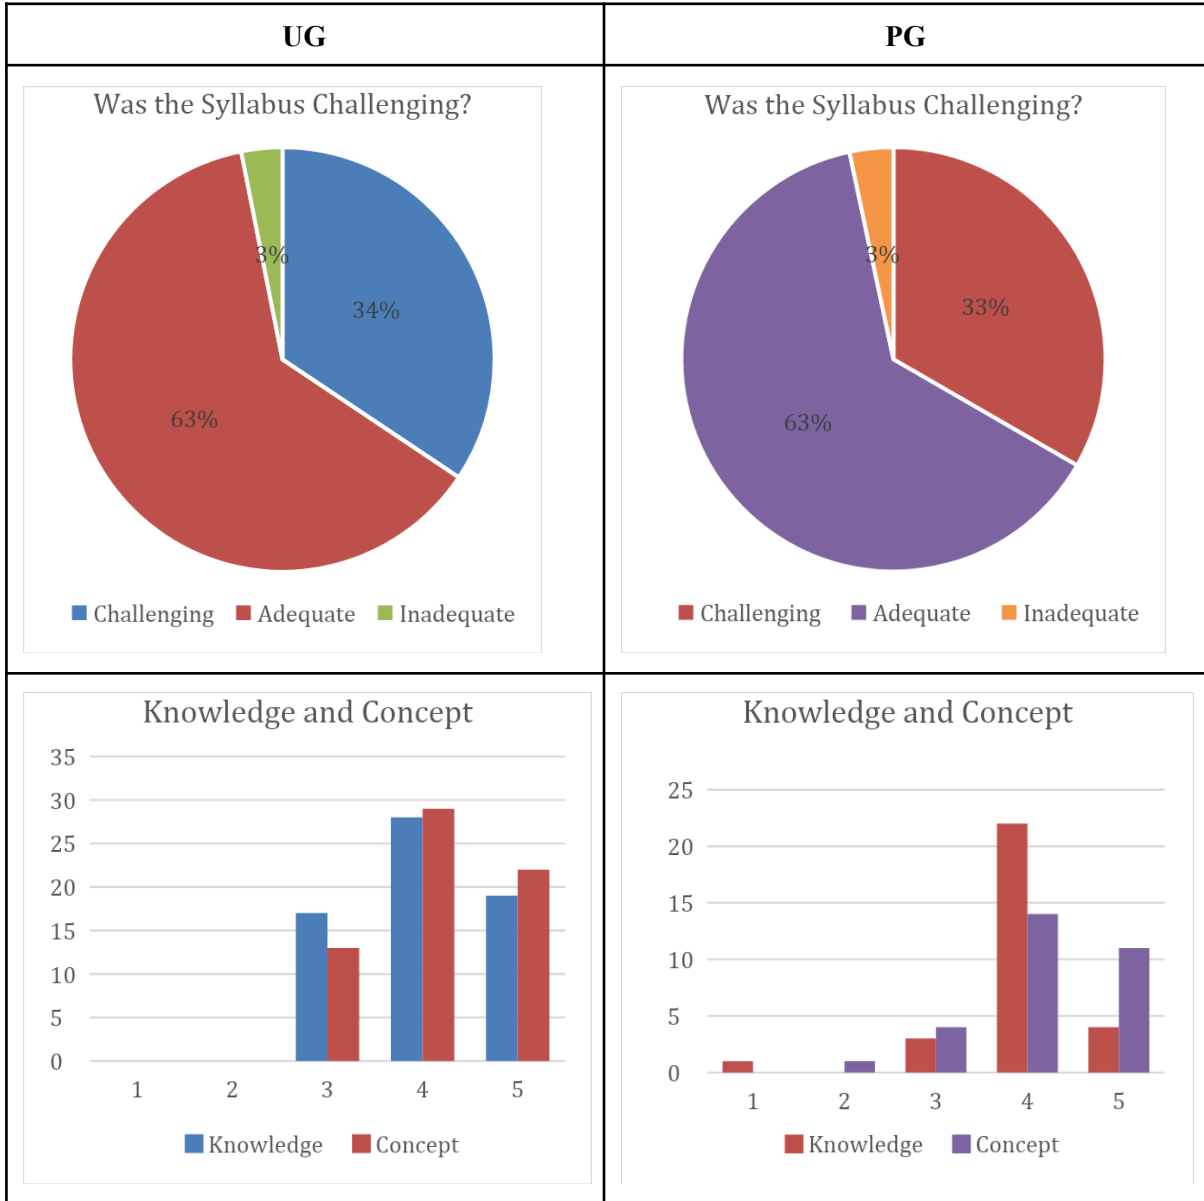 UG
PG
Was the Syllabus Challenging?
3%
34%
63%
Challenging Adequate Inadequate
Was the Syllabus Challenging?
3%
33%
63%
Challenging Adequate Inadequate
Knowledge and Concept
35
30
25
20
15
10
5
0
1 2 3 4 5
Knowledge Concept
Knowledge and Concept
25
20
15
10
5
0
1 2 3 4 5
Knowledge Concept